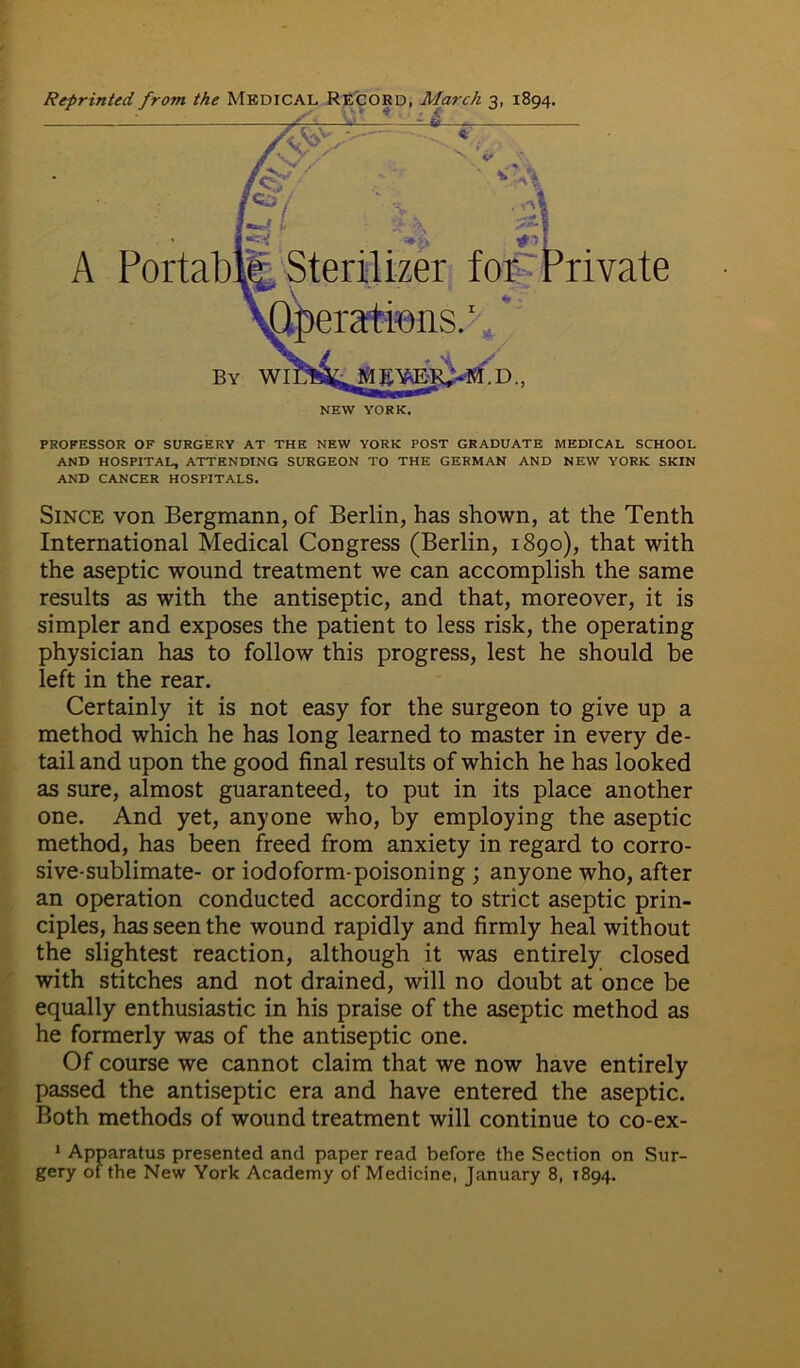 Reprinted from the MEDICAL RECORD, March 3, 1894.
A Portable Sterilizer for Private
Operations.¹
BY WILLY MEYER, M.D.,
NEW YORK.
PROFESSOR OF SURGERY AT THE NEW YORK POST GRADUATE MEDICAL SCHOOL
AND HOSPITAL, ATTENDING SURGEON TO THE GERMAN AND NEW YORK SKIN
AND CANCER HOSPITALS.
SINCE von Bergmann, of Berlin, has shown, at the Tenth
International Medical Congress (Berlin, 1890), that with
the aseptic wound treatment we can accomplish the same
results as with the antiseptic, and that, moreover, it is
simpler and exposes the patient to less risk, the operating
physician has to follow this progress, lest he should be
left in the rear.
Certainly it is not easy for the surgeon to give up a
method which he has long learned to master in every de-
tail and upon the good final results of which he has looked
as sure, almost guaranteed, to put in its place another
one. And yet, anyone who, by employing the aseptic
method, has been freed from anxiety in regard to corro-
sive-sublimate- or iodoform-poisoning ; anyone who, after
an operation conducted according to strict aseptic prin-
ciples, has seen the wound rapidly and firmly heal without
the slightest reaction, although it was entirely closed
with stitches and not drained, will no doubt at once be
equally enthusiastic in his praise of the aseptic method as
he formerly was of the antiseptic one.
Of course we cannot claim that we now have entirely
passed the antiseptic era and have entered the aseptic.
Both methods of wound treatment will continue to co-ex-
¹ Apparatus presented and paper read before the Section on Sur-
gery of the New York Academy of Medicine, January 8, 1894.